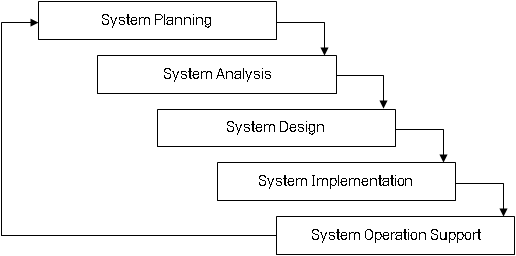 System Planning
System Analysis
System Design
System Implementation
System Operation Support